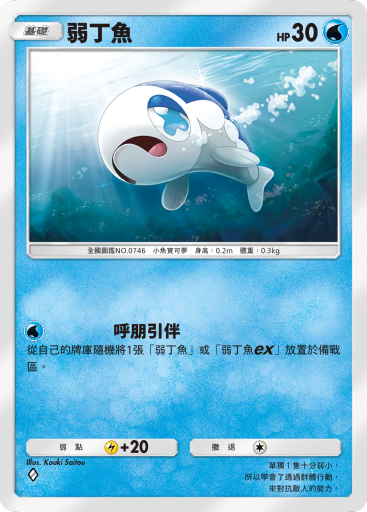 基礎 弱丁魚 HP 30
全國圖鑑NO.0746 小魚寶可夢 身高:0.2m 體重:0.3kg
呼朋引伴
從自己的牌庫隨機將1張「弱丁魚」或「弱丁魚ex」放置於備戰
區。
弱點 +20 撤退
Illus. Kouki Saitou
單獨1隻十分弱小,
所以學會了透過群體行動,
來對抗敵人的能力。